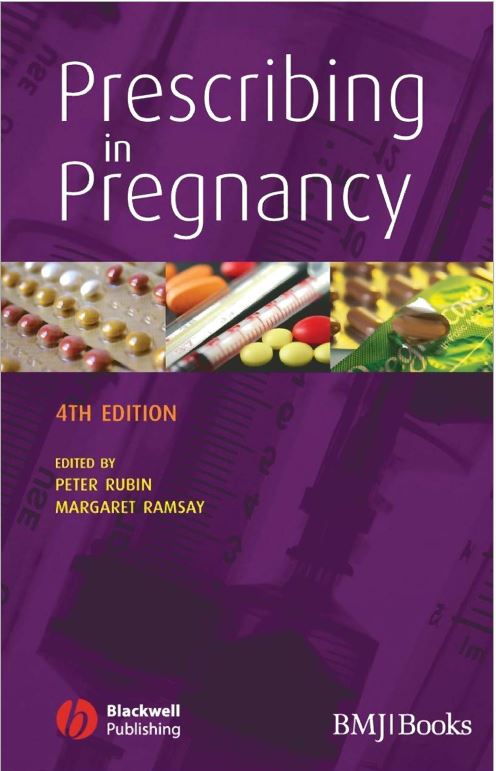 Prescribing
in
Pregnancy
4TH EDITION
EDITED BY
PETER RUBIN
MARGARET RAMSAY
Blackwell
Publishing
BMJ|Books